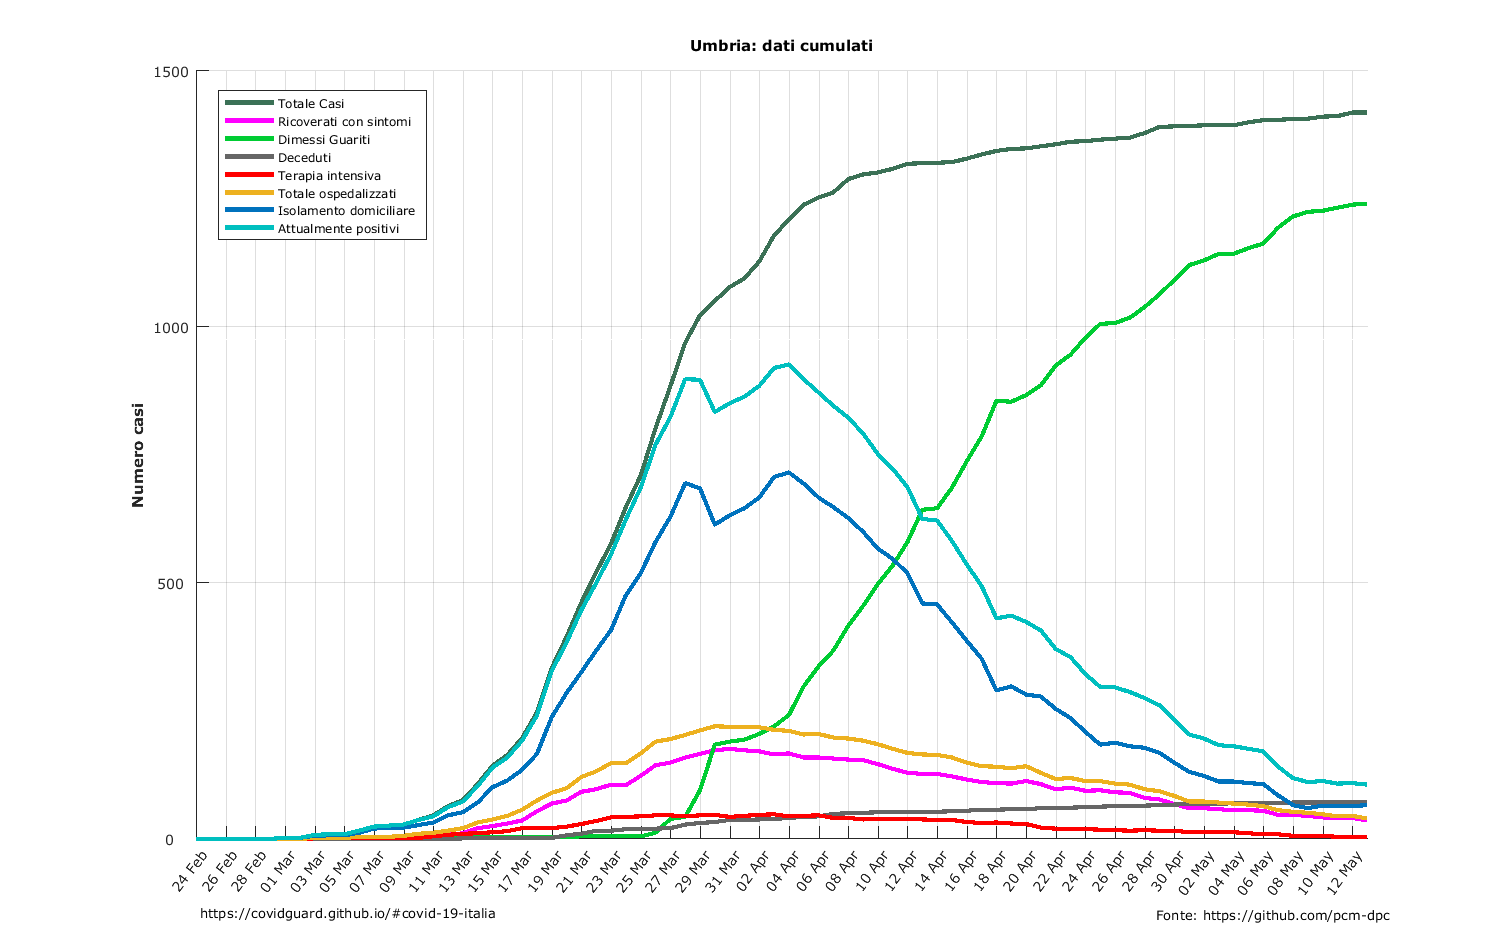 Umbria: dati cumulati
Numero casi
1500
1000
500
0
Totale Casi
Ricoverati con sintomi
Dimessi Guariti
Deceduti
Terapia intensiva
Totale ospedalizzati
Isolamento domiciliare
Attualmente positivi
24 Feb
26 Feb
28 Feb
01 Mar
03 Mar
05 Mar
07 Mar
09 Mar
11 Mar
13 Mar
15 Mar
17 Mar
19 Mar
21 Mar
23 Mar
25 Mar
27 Mar
29 Mar
31 Mar
02 Apr
04 Apr
06 Apr
08 Apr
10 Apr
12 Apr
14 Apr
16 Apr
18 Apr
20 Apr
22 Apr
24 Apr
26 Apr
28 Apr
30 Apr
02 May
04 May
06 May
08 May
10 May
12 May
https://covidguard.github.io/#covid-19-italia
Fonte: https://github.com/pcm-dpc